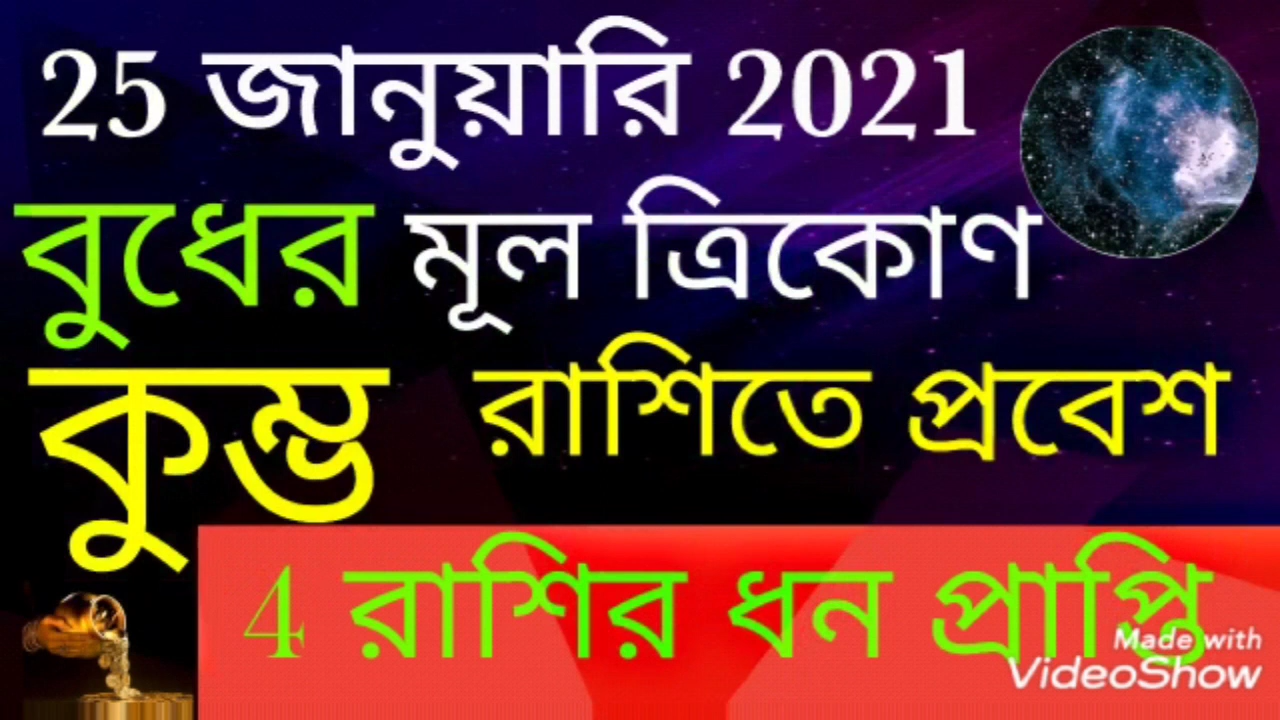 25 জানুয়ারি 2021
বুধের মূল ত্রিকোণ
কুম্ভ রাশিতে প্রবেশ
4 রাশির ধন প্রাপ্তি
Made with
VideoShow